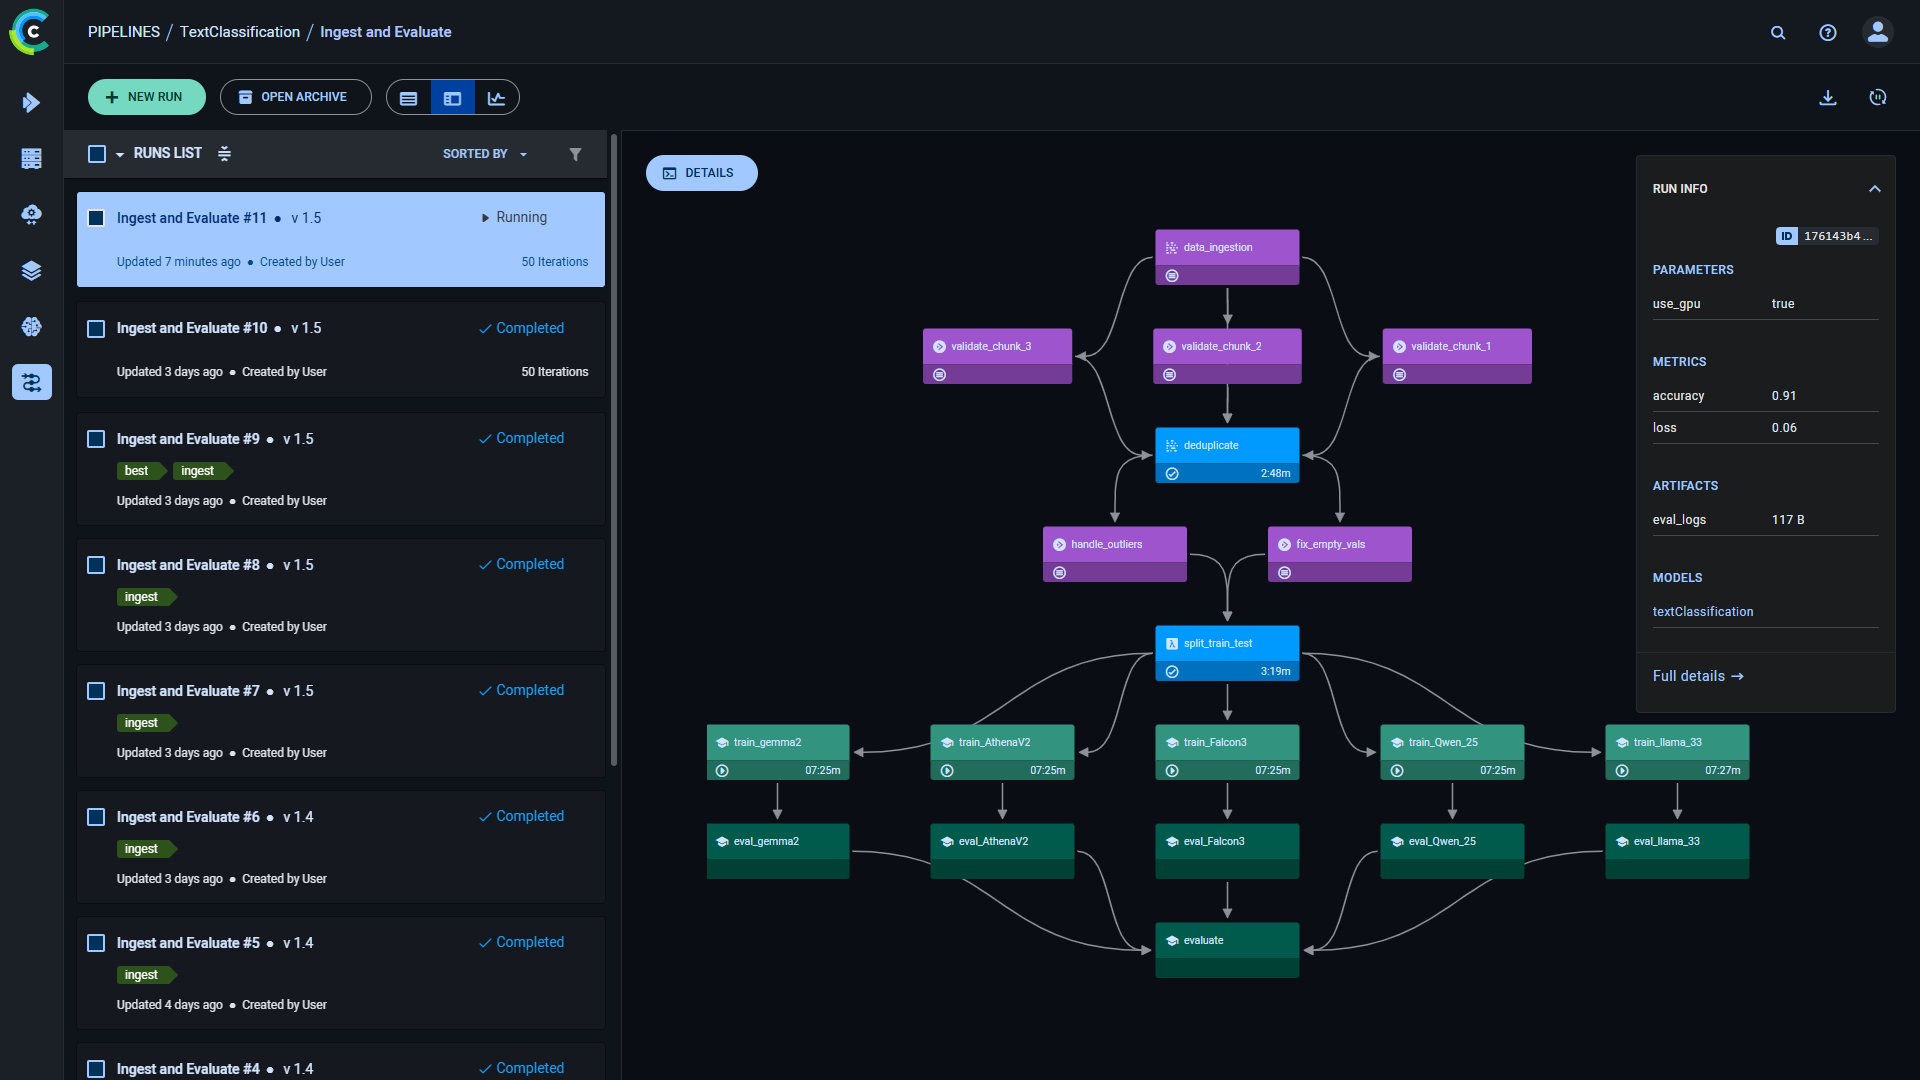 PIPELINES / TextClassification / Ingest and Evaluate
NEW RUN
OPEN ARCHIVE
RUNS LIST
SORTED BY
Ingest and Evaluate #11 • v 1.5
Running
Updated 7 minutes ago • Created by User
50 Iterations
Ingest and Evaluate #10 • v 1.5
Completed
Updated 3 days ago • Created by User
50 Iterations
Ingest and Evaluate #9 • v 1.5
Completed
best
ingest
Updated 3 days ago • Created by User
Ingest and Evaluate #8 • v 1.5
Completed
ingest
Updated 3 days ago • Created by User
Ingest and Evaluate #7 • v 1.5
Completed
ingest
Updated 3 days ago • Created by User
Ingest and Evaluate #6 • v 1.4
Completed
ingest
Updated 3 days ago • Created by User
Ingest and Evaluate #5 • v 1.4
Completed
ingest
Updated 4 days ago • Created by User
Ingest and Evaluate #4 • v 1.4
Completed
DETAILS
data_ingestion
validate_chunk_3
validate_chunk_2
validate_chunk_1
deduplicate
2:48m
handle_outliers
fix_empty_vals
split_train_test
3:19m
train_gemma2
07:25m
train_AthenaV2
07:25m
train_Falcon3
07:25m
train_Qwen_25
07:25m
train_llama_33
07:27m
eval_gemma2
eval_AthenaV2
eval_Falcon3
eval_Qwen_25
eval_llama_33
evaluate
RUN INFO
ID 176143b4 ...
PARAMETERS
use_gpu true
METRICS
accuracy 0.91
loss 0.06
ARTIFACTS
eval_logs 117 B
MODELS
textClassification
Full details →